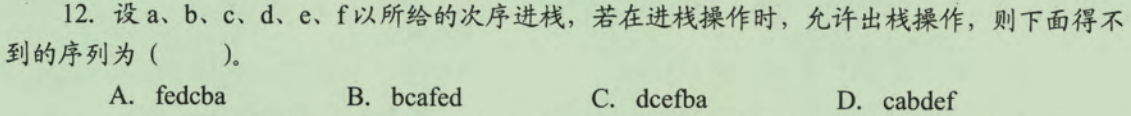 12. 设 a、b、c、d、e、f 以所给的次序进栈，若在进栈操作时，允许出栈操作，则下面得不
到的序列为（　　）。
A. fedcba　　B. bcafed　　C. dcefba　　D. cabdef